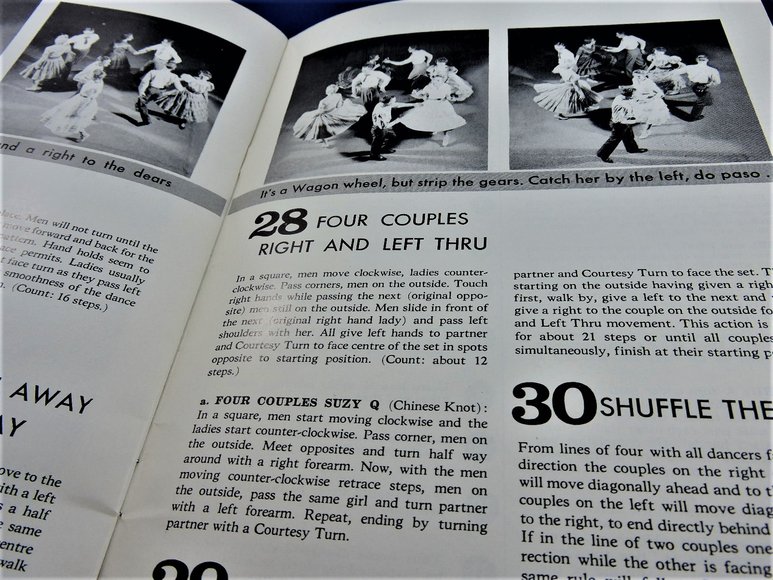 nd a right to the dears
It's a Wagon wheel, but strip the gears. Catch her by the left, do paso .
place. Men will not turn until the
move forward and back for the
pattern. Hand holds seem to
ace permits. Ladies usually
t face turn as they pass left
smoothness of the dance
. (Count: 16 steps.)
AWAY
AY
ove to the
with a left
s a half
e same
entre
walk
28 FOUR COUPLES
RIGHT AND LEFT THRU
In a square, men move clockwise, ladies counter-
clockwise. Pass corners, men on the outside. Touch
right hands while passing the next (original oppo-
site) men still on the outside. Men slide in front of
the next (original right hand lady) and pass left
shoulders with her. All give left hands to partner
and Courtesy Turn to face centre of the set in spots
opposite to starting position. (Count: about 12
steps.)
a. FOUR COUPLES SUZY Q (Chinese Knot):
In a square, men start moving clockwise and the
ladies start counter-clockwise. Pass corner, men on
the outside. Meet opposites and turn half way
around with a right forearm. Now, with the men
moving counter-clockwise retrace steps, men on
the outside, pass the same girl and turn partner
with a left forearm. Repeat, ending by turning
partner with a Courtesy Turn.
29
partner and Courtesy Turn to face the set. T
starting on the outside having given a righ
first, walk by, give a left to the next and
give a right to the couple on the outside fo
and Left Thru movement. This action is
for about 21 steps or until all couples
simultaneously, finish at their starting p
30 SHUFFLE THE
From lines of four with all dancers f
direction the couples on the right
will move diagonally ahead and to t
couples on the left will move diag
to the right, to end directly behind
If in the line of two couples one
rection while the other is facing
same rule will